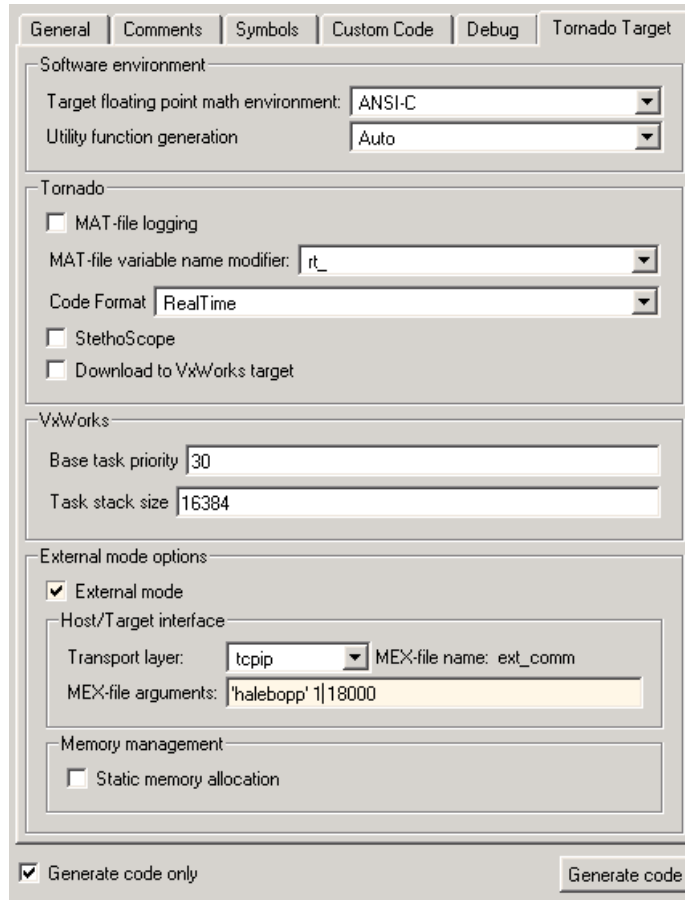 General Comments Symbols Custom Code Debug Tornado Target
Software environment
Target floating point math environment: ANSI-C
Utility function generation Auto
Tornado
MAT-file logging
MAT-file variable name modifier: rt_
Code Format RealTime
StethoScope
Download to VxWorks target
VxWorks
Base task priority 30
Task stack size 16384
External mode options
External mode
Host/Target interface
Transport layer: tcpip MEX-file name: ext_comm
MEX-file arguments: 'halebopp' 1 18000
Memory management
Static memory allocation
Generate code only Generate code